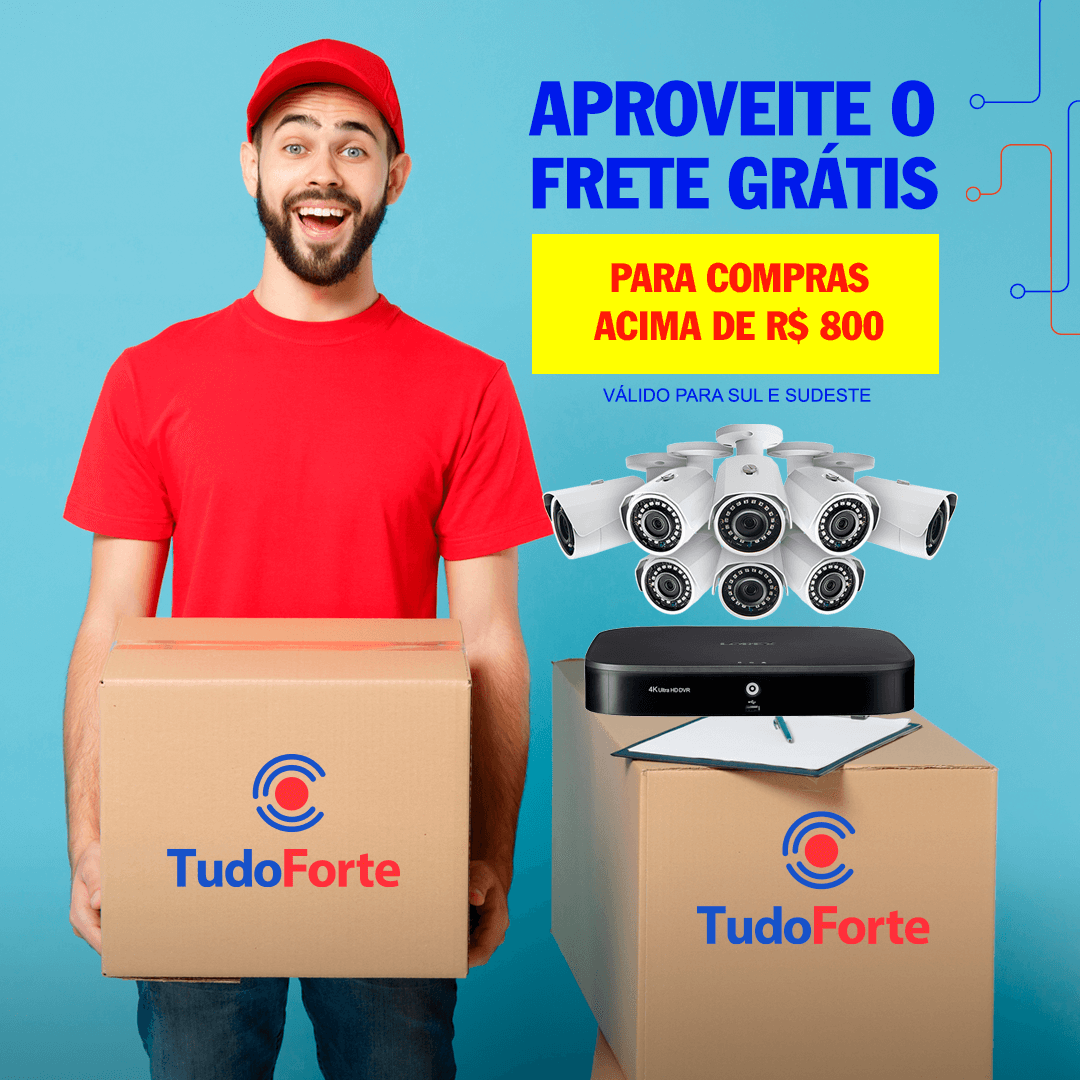 APROVEITE O
FRETE GRÁTIS
PARA COMPRAS
ACIMA DE R$ 800
VÁLIDO PARA SUL E SUDESTE
4K Ultra HD DVR
TudoForte
TudoForte